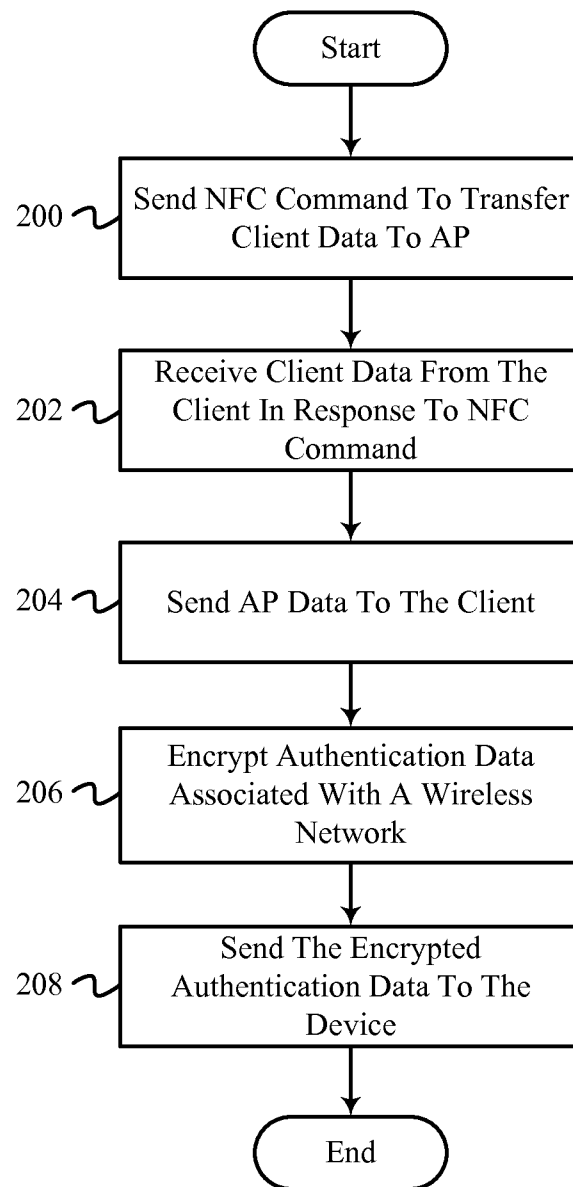 Start
200
Send NFC Command To Transfer
Client Data To AP
202
Receive Client Data From The
Client In Response To NFC
Command
204
Send AP Data To The Client
206
Encrypt Authentication Data
Associated With A Wireless
Network
208
Send The Encrypted
Authentication Data To The
Device
End